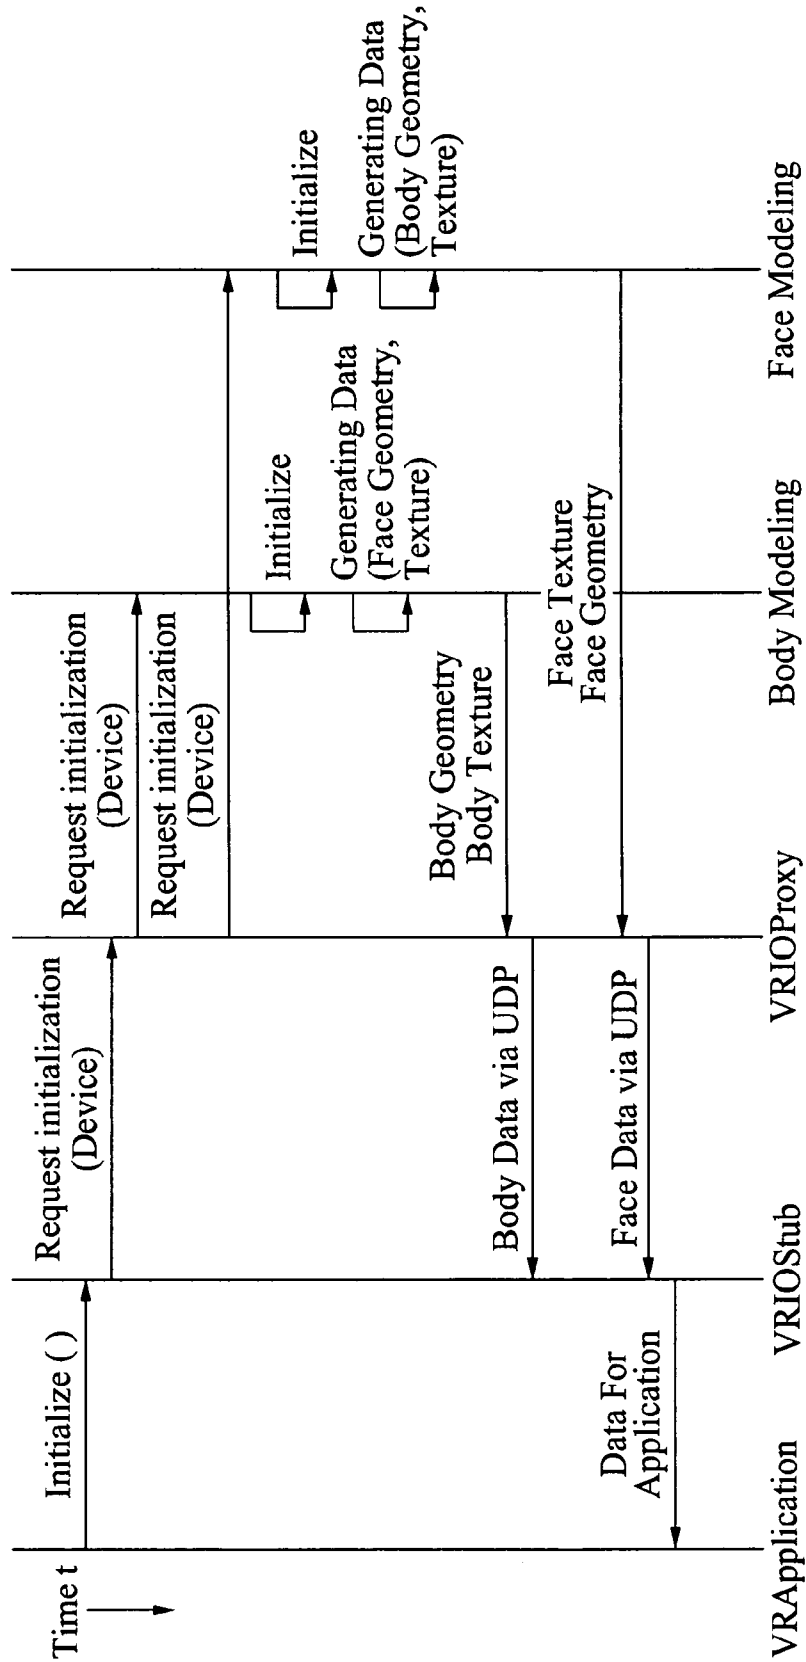 Time t
Initialize ( )
Request initialization
(Device)
Request initialization
(Device)
Request initialization
(Device)
Initialize
Generating Data
(Face Geometry,
Texture)
Initialize
Generating Data
(Body Geometry,
Texture)
Body Geometry
Body Texture
Body Data via UDP
Face Texture
Face Geometry
Face Data via UDP
Data For
Application
VRApplication
VRIOStub
VRIOProxy
Body Modeling
Face Modeling